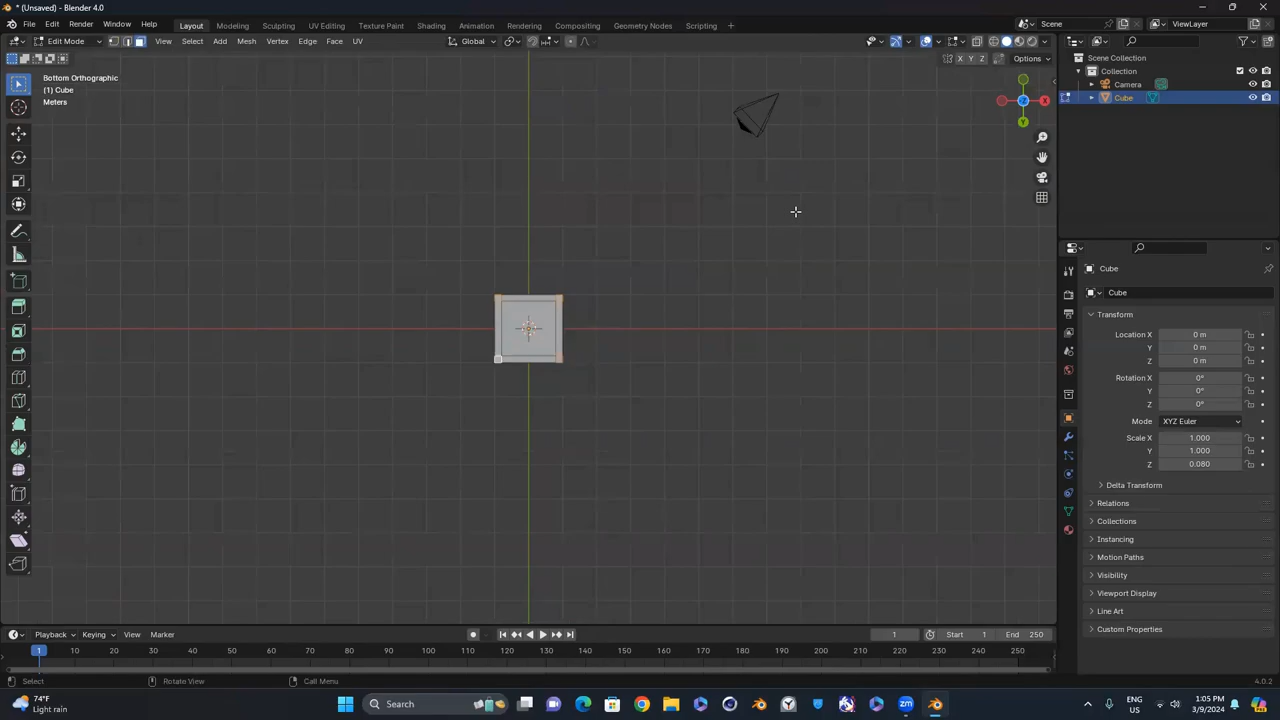 * (Unsaved) - Blender 4.0
File Edit Render Window Help Layout Modeling Sculpting UV Editing Texture Paint Shading Animation Rendering Compositing Geometry Nodes Scripting + Scene ViewLayer
Edit Mode View Select Add Mesh Vertex Edge Face UV Global
X Y Z Options
Bottom Orthographic
(1) Cube
Meters
X
Y
Z
Scene Collection
Collection
Camera
Cube
Cube
Cube
Transform
Location X 0 m
Y 0 m
Z 0 m
Rotation X 0°
Y 0°
Z 0°
Mode XYZ Euler
Scale X 1.000
Y 1.000
Z 0.080
Delta Transform
Relations
Collections
Instancing
Motion Paths
Visibility
Viewport Display
Line Art
Custom Properties
Playback Keying View Marker 1 Start 1 End 250
1 10 20 30 40 50 60 70 80 90 100 110 120 130 140 150 160 170 180 190 200 210 220 230 240 250
Select Rotate View Call Menu 4.0.2
74°F
Light rain
Search
ENG
US
1:05 PM
3/9/2024